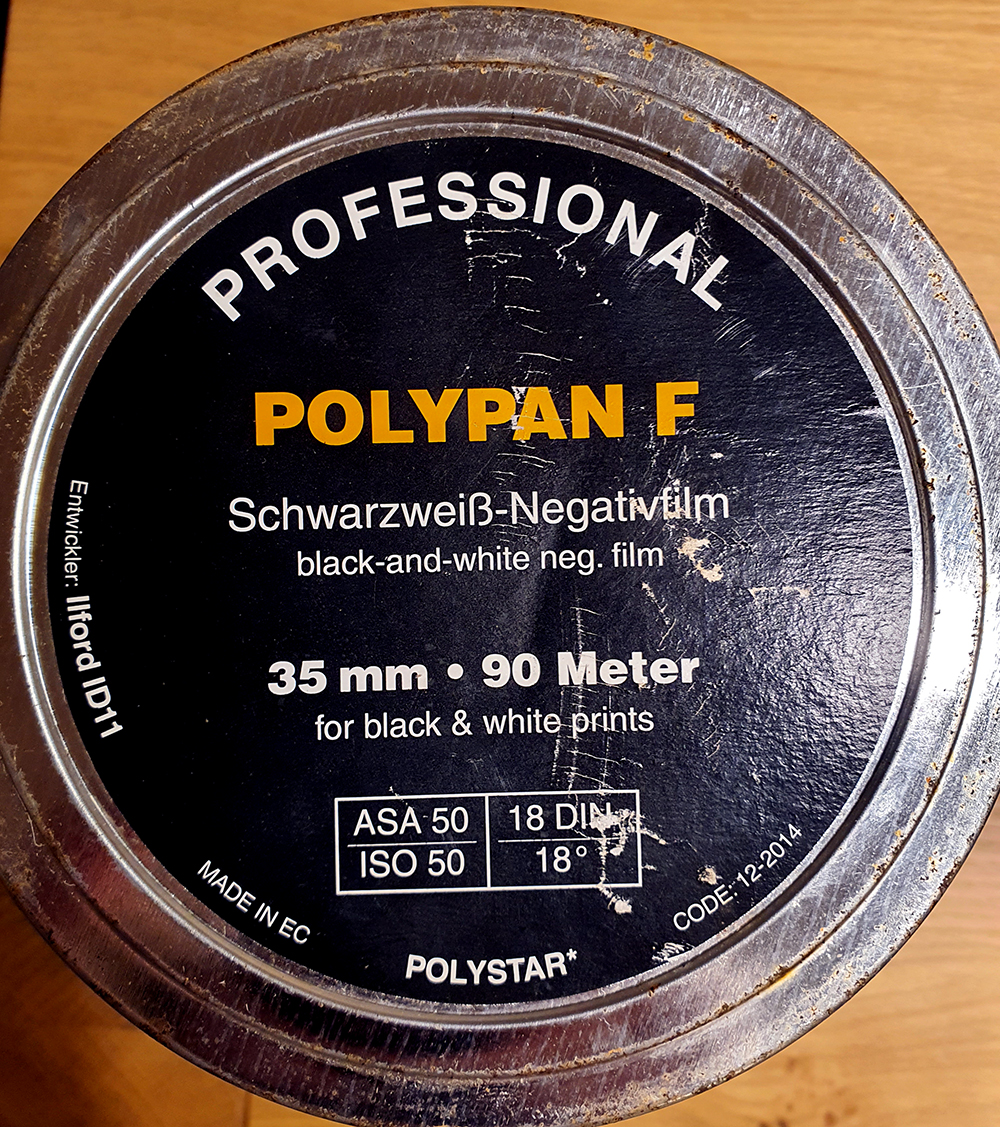 PROFESSIONAL
POLYPAN F
Schwarzweiß-Negativfilm
black-and-white neg. film
35 mm • 90 Meter
for black & white prints
ASA 50 18 DIN
ISO 50 18°
Entwickler: Ilford ID11
MADE IN EC
POLYSTAR*
CODE: 12-2014